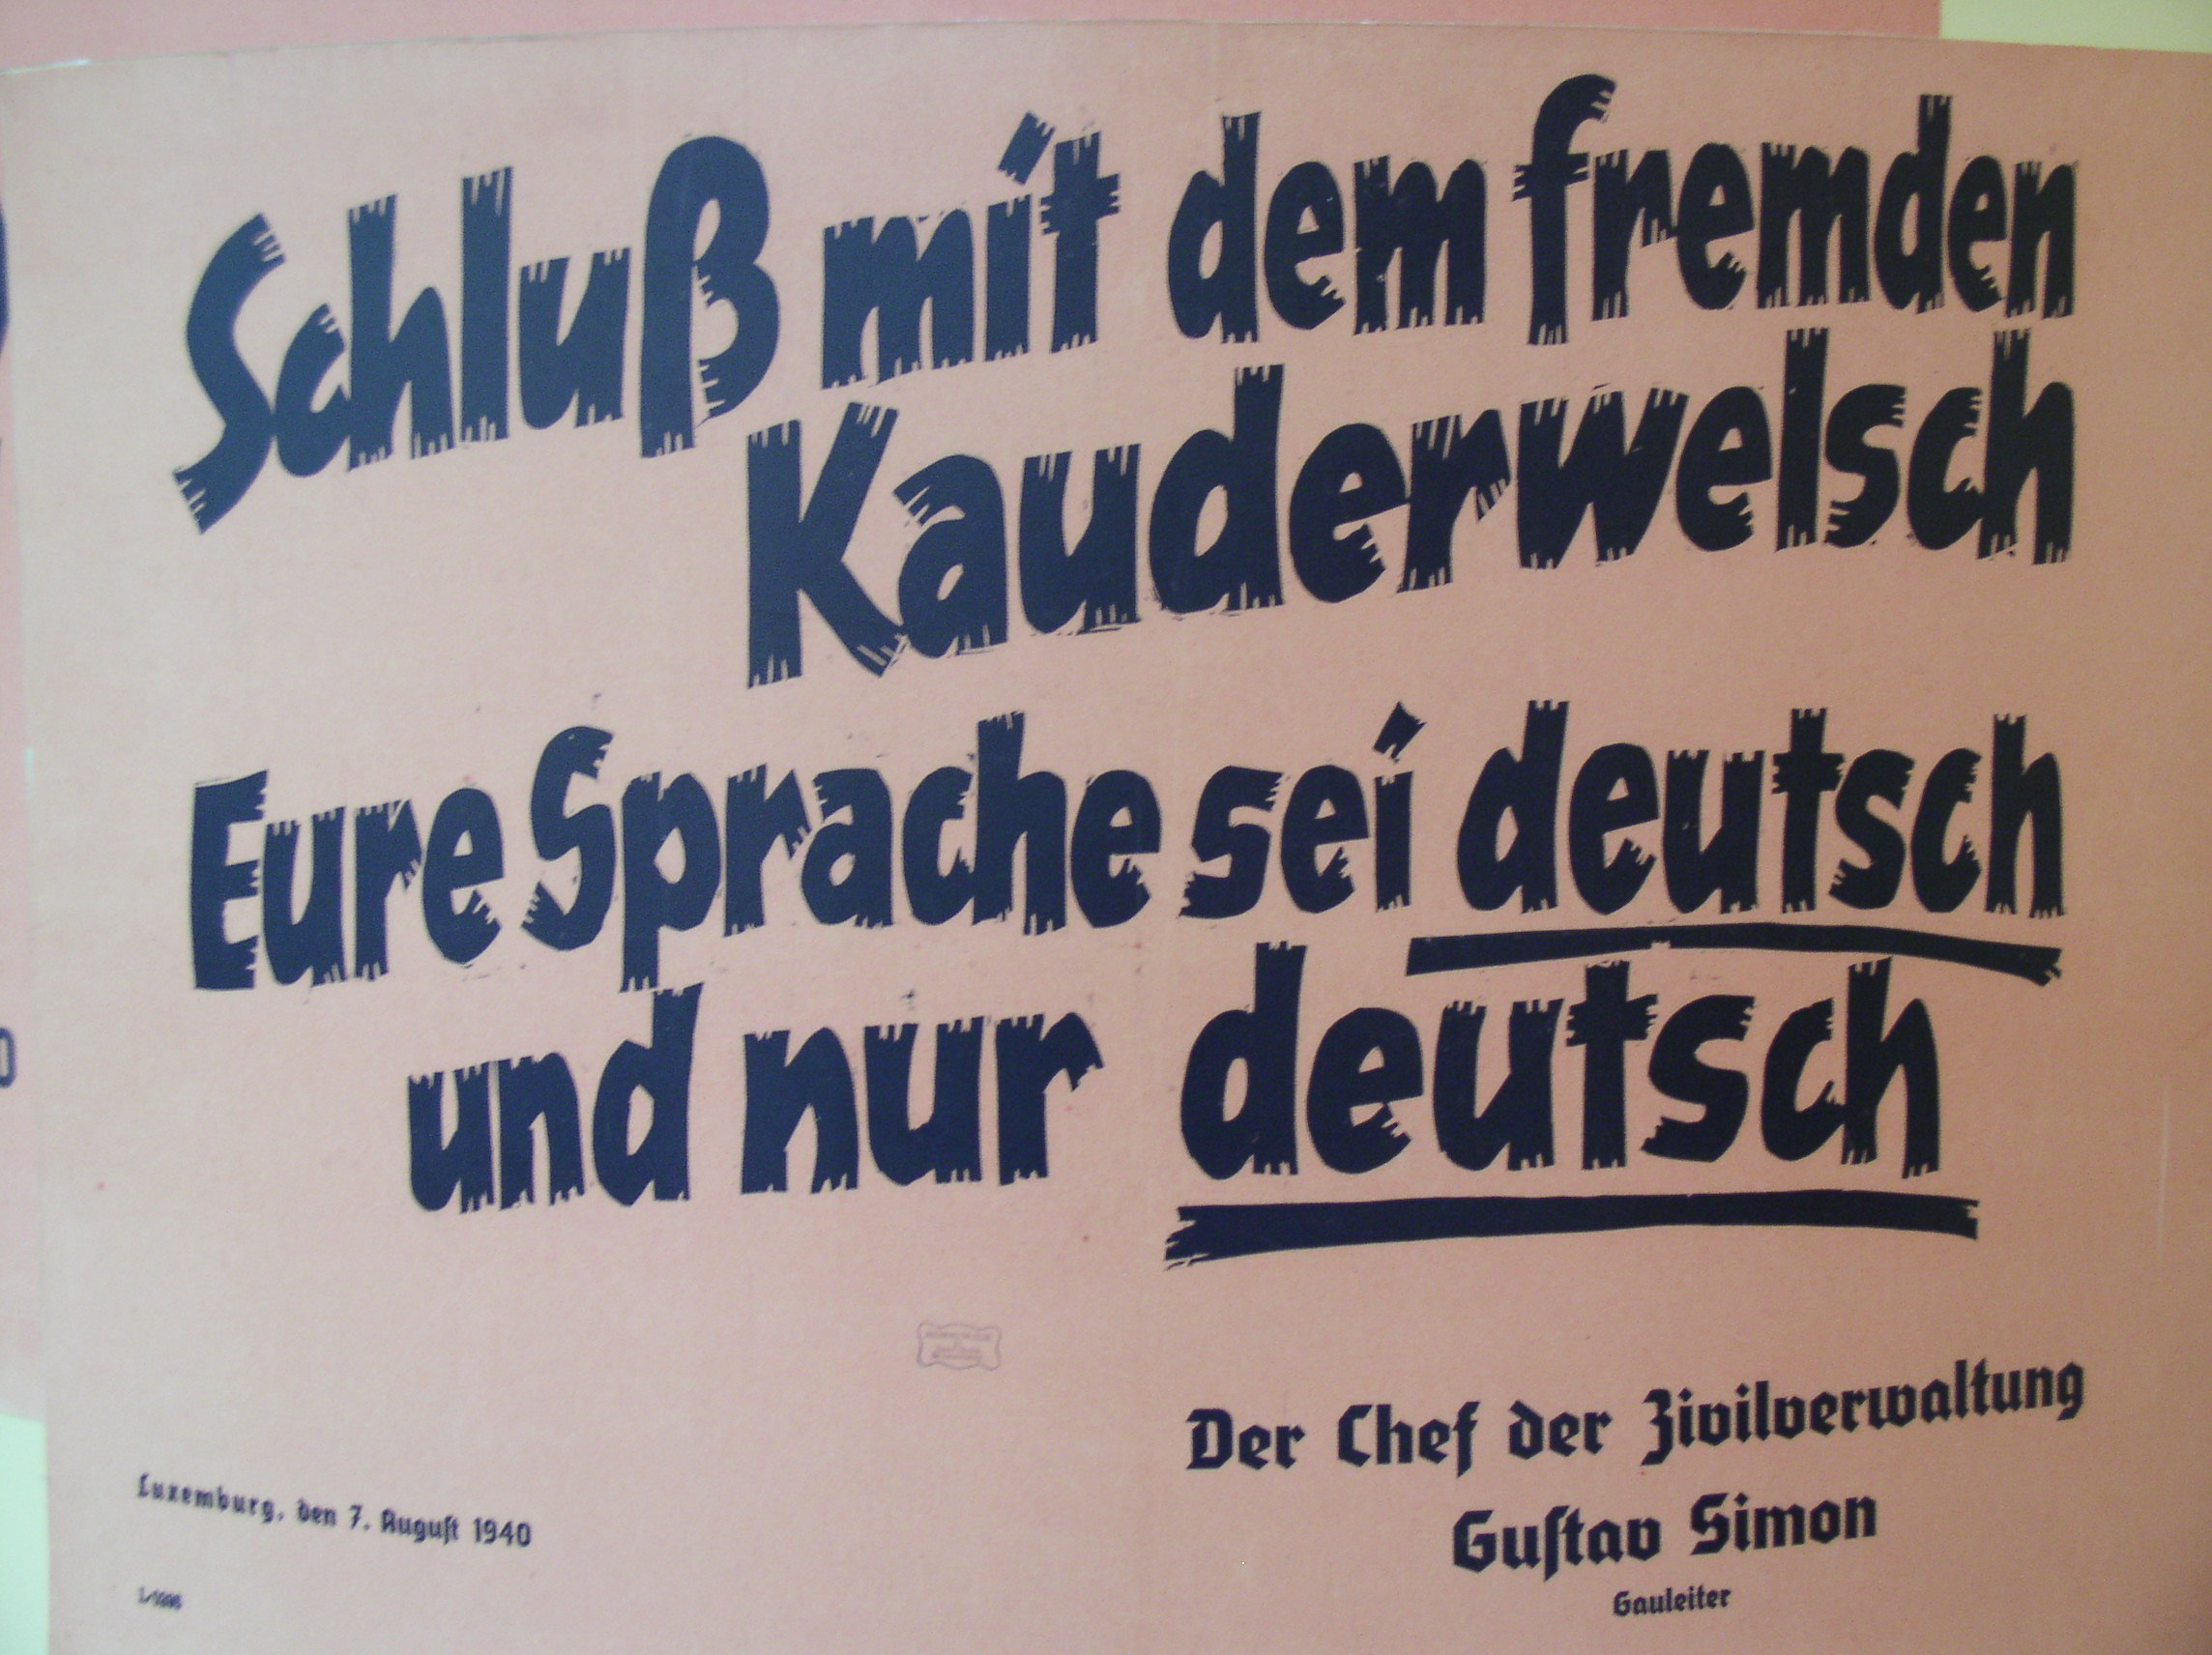 Schluß mit dem fremden
Kauderwelsch
Eure Sprache sei deutsch
und nur deutsch
Der Chef der Zivilverwaltung
Guſtav Simon
Gauleiter
Luxemburg, den 7. Auguſt 1940